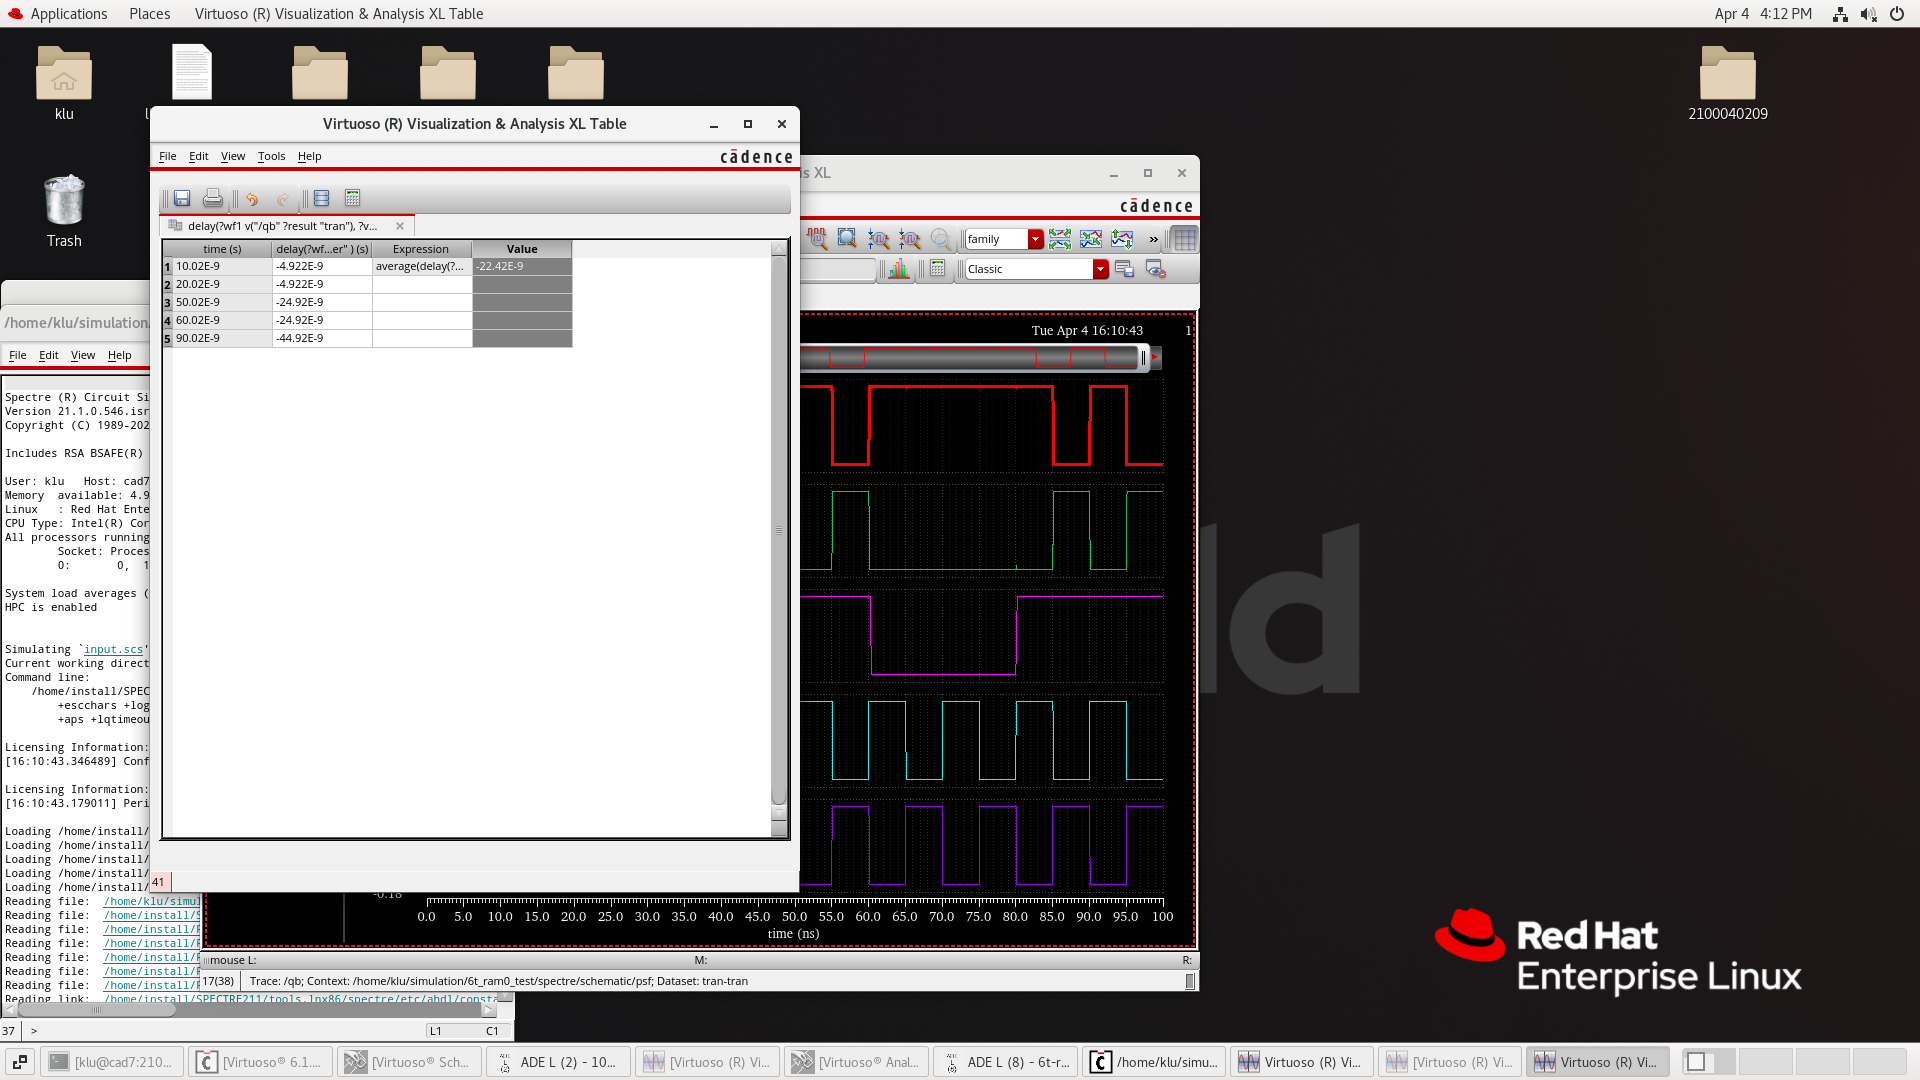 Applications Places Virtuoso (R) Visualization & Analysis XL Table Apr 4 4:12 PM
klu
2100040209
Trash
Virtuoso (R) Visualization & Analysis XL Table
File Edit View Tools Help
cādence
delay(?wf1 v("/qb" ?result "tran"), ?v...
time (s) delay(?wf...er" ) (s) Expression Value
1 10.02E-9 -4.922E-9 average(delay(?... -22.42E-9
2 20.02E-9 -4.922E-9
3 50.02E-9 -24.92E-9
4 60.02E-9 -24.92E-9
5 90.02E-9 -44.92E-9
41
is XL
cādence
family
»
Classic
Tue Apr 4 16:10:43 1
-0.18
0.0 5.0 10.0 15.0 20.0 25.0 30.0 35.0 40.0 45.0 50.0 55.0 60.0 65.0 70.0 75.0 80.0 85.0 90.0 95.0 100
time (ns)
mouse L: M: R:
17(38) Trace: /qb; Context: /home/klu/simulation/6t_ram0_test/spectre/schematic/psf; Dataset: tran-tran
/home/klu/simulation/
File Edit View Help
Spectre (R) Circuit Si
Version 21.1.0.546.isr
Copyright (C) 1989-202
Includes RSA BSAFE(R)
User: klu Host: cad7
Memory available: 4.9
Linux : Red Hat Ente
CPU Type: Intel(R) Cor
All processors running
Socket: Proces
0: 0, 1
System load averages (
HPC is enabled
Simulating `input.scs'
Current working direct
Command line:
/home/install/SPEC
+escchars +log
+aps +lqtimeou
Licensing Information:
[16:10:43.346489] Conf
Licensing Information:
[16:10:43.179011] Peri
Loading /home/install/
Loading /home/install/
Loading /home/install/
Loading /home/install/
Loading /home/install/
Reading file: /home/klu/simul
Reading file: /home/install/S
Reading file: /home/install/F
Reading file: /home/install/F
Reading file: /home/install/F
Reading file: /home/install/F
Reading file: /home/install/F
Reading link: /home/install/SPECTRE211/tools.lnx86/spectre/etc/ahdl/consta
37 > L1 C1
ld
Red Hat
Enterprise Linux
[klu@cad7:210... [Virtuoso® 6.1.... [Virtuoso® Sch... ADE L (2) - 10... [Virtuoso (R) Vi... [Virtuoso® Anal... ADE L (8) - 6t-r... /home/klu/simu... Virtuoso (R) Vi... [Virtuoso (R) Vi... Virtuoso (R) Vi...